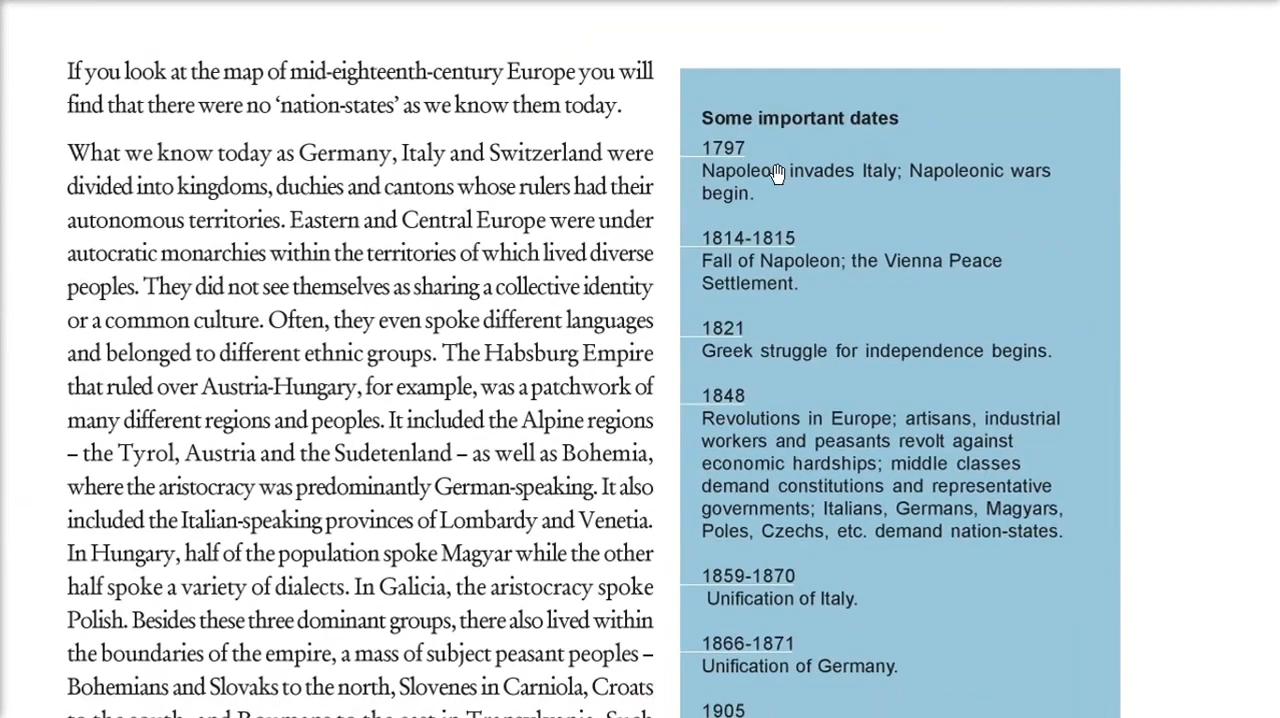 If you look at the map of mid-eighteenth-century Europe you will
find that there were no ‘nation-states’ as we know them today.
What we know today as Germany, Italy and Switzerland were
divided into kingdoms, duchies and cantons whose rulers had their
autonomous territories. Eastern and Central Europe were under
autocratic monarchies within the territories of which lived diverse
peoples. They did not see themselves as sharing a collective identity
or a common culture. Often, they even spoke different languages
and belonged to different ethnic groups. The Habsburg Empire
that ruled over Austria-Hungary, for example, was a patchwork of
many different regions and peoples. It included the Alpine regions
– the Tyrol, Austria and the Sudetenland – as well as Bohemia,
where the aristocracy was predominantly German-speaking. It also
included the Italian-speaking provinces of Lombardy and Venetia.
In Hungary, half of the population spoke Magyar while the other
half spoke a variety of dialects. In Galicia, the aristocracy spoke
Polish. Besides these three dominant groups, there also lived within
the boundaries of the empire, a mass of subject peasant peoples –
Bohemians and Slovaks to the north, Slovenes in Carniola, Croats
to the south, and Roumans to the east in Transylvania. Such
Some important dates
1797
Napoleon invades Italy; Napoleonic wars
begin.
1814-1815
Fall of Napoleon; the Vienna Peace
Settlement.
1821
Greek struggle for independence begins.
1848
Revolutions in Europe; artisans, industrial
workers and peasants revolt against
economic hardships; middle classes
demand constitutions and representative
governments; Italians, Germans, Magyars,
Poles, Czechs, etc. demand nation-states.
1859-1870
Unification of Italy.
1866-1871
Unification of Germany.
1905